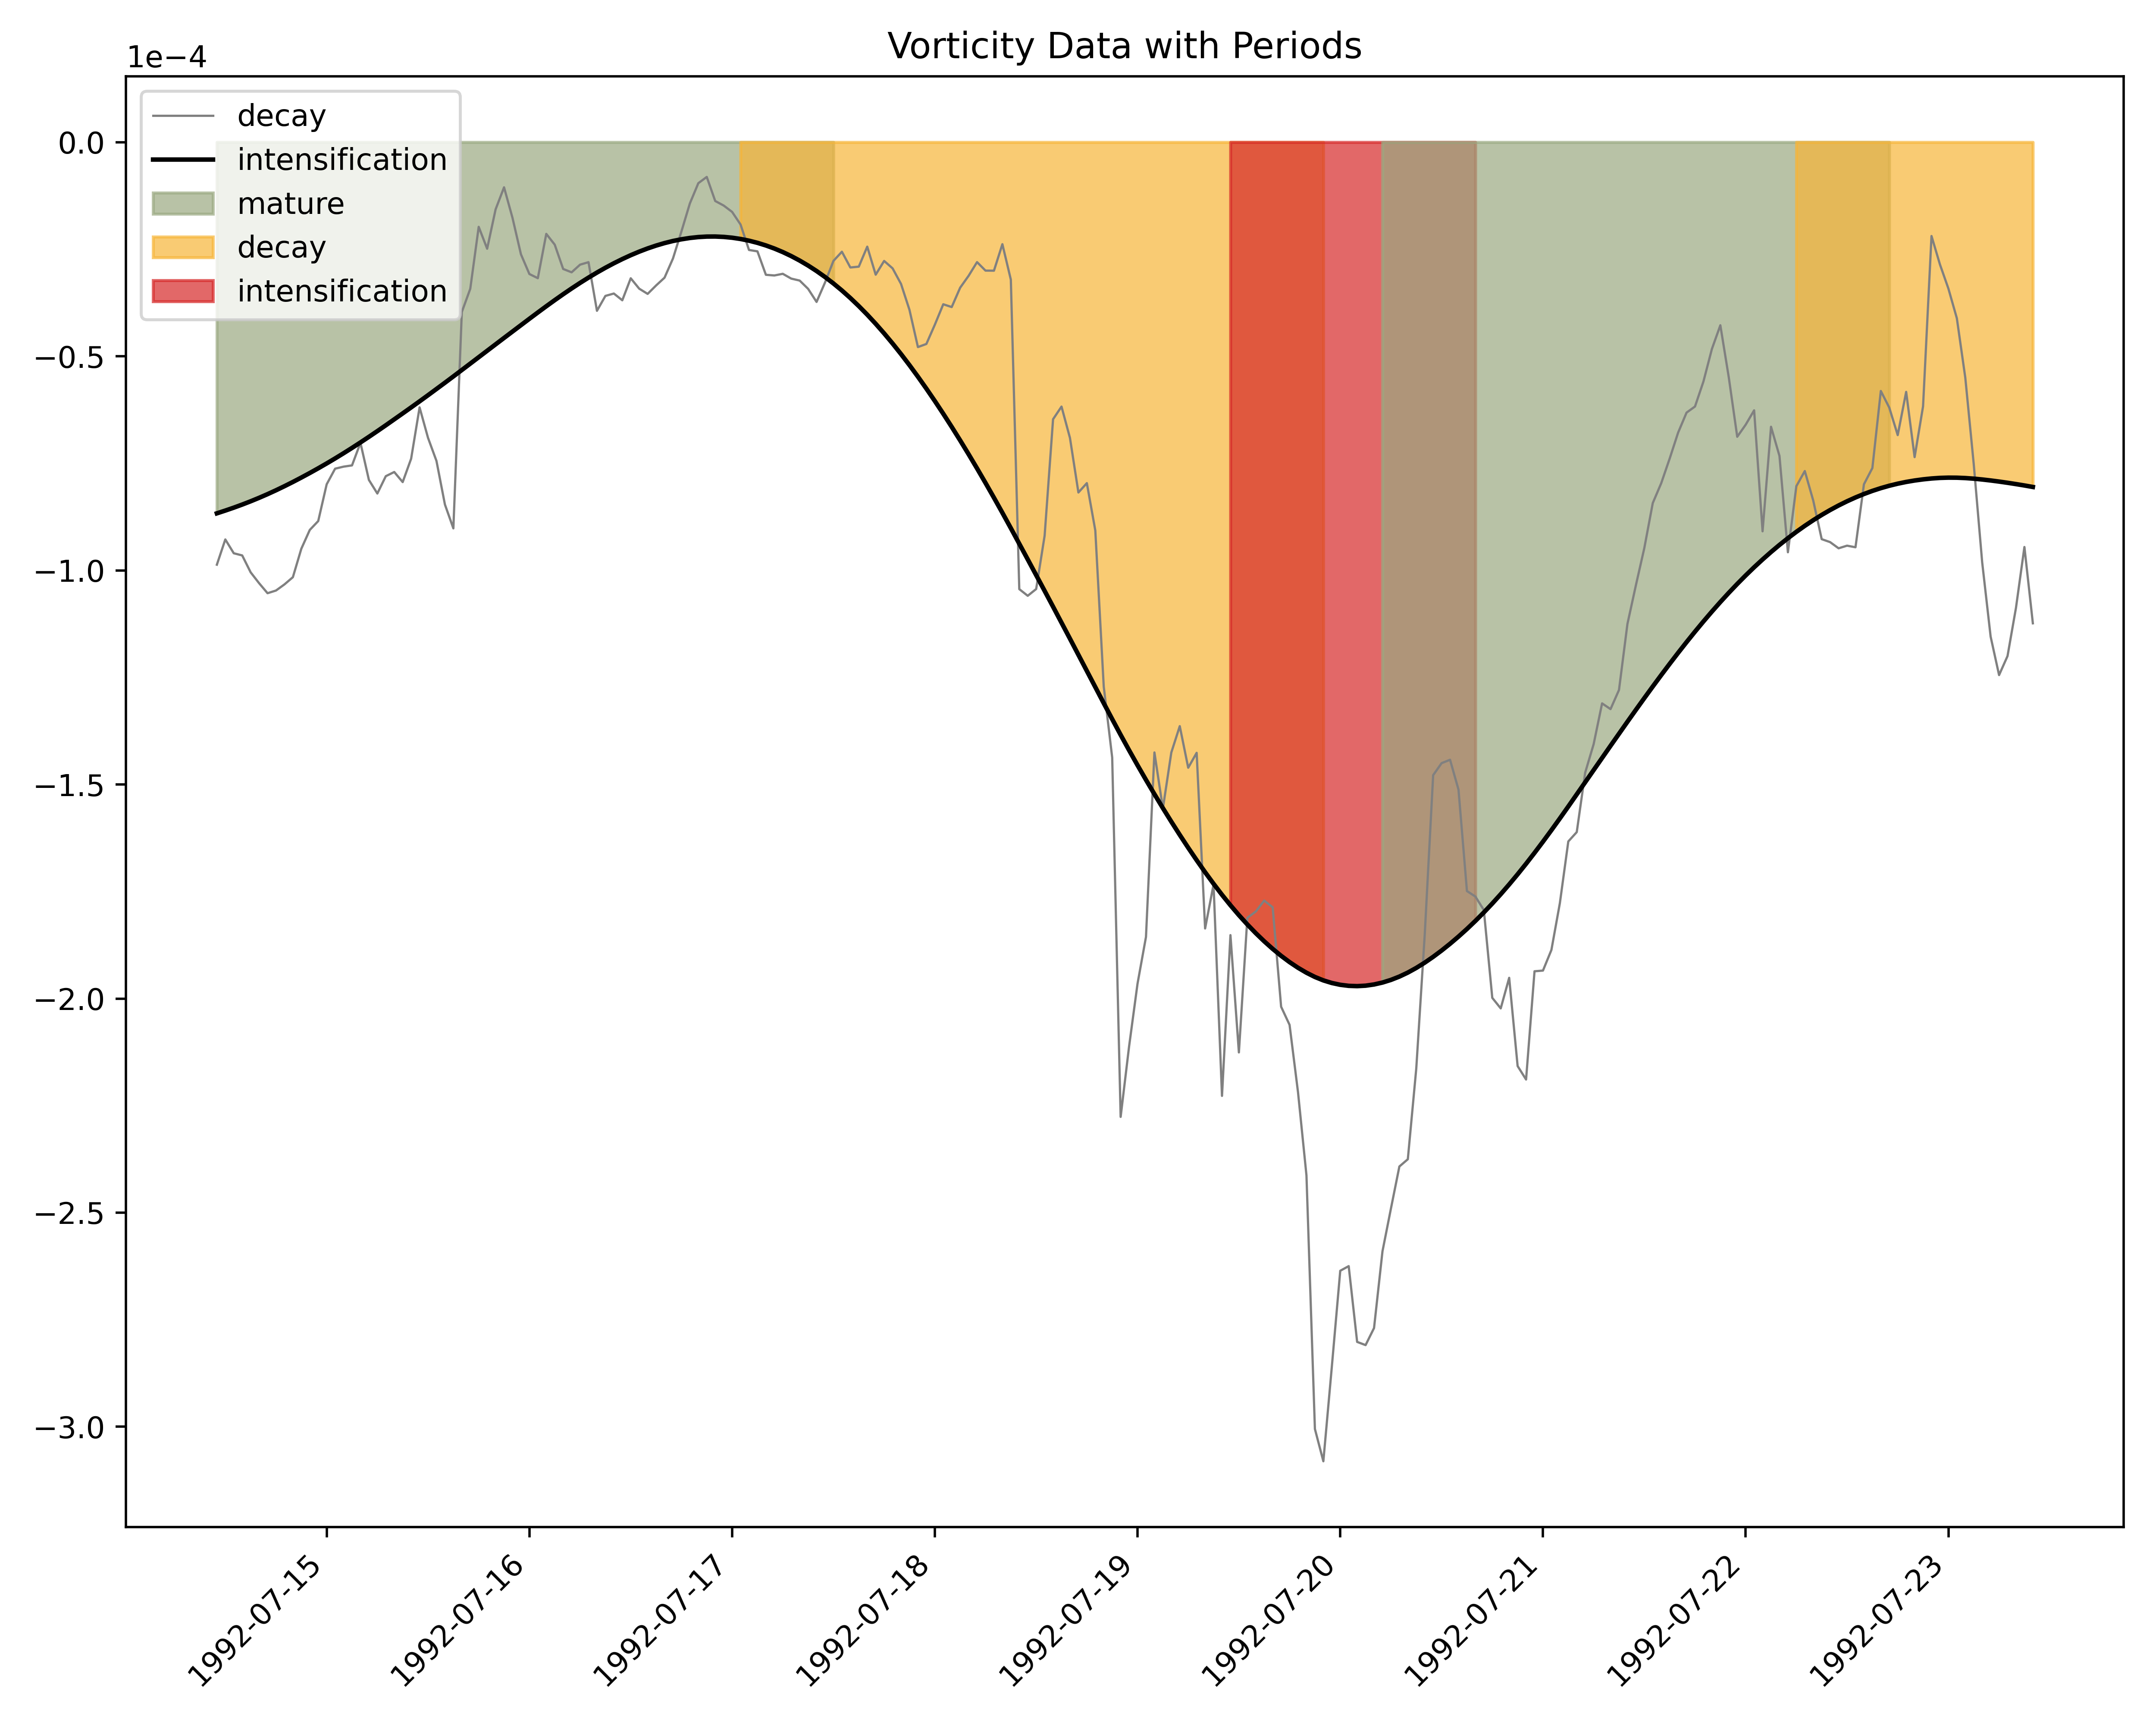 Vorticity Data with Periods
1e−4
decay
intensification
mature
decay
intensification
0.0
−0.5
−1.0
−1.5
−2.0
−2.5
−3.0
1992-07-15
1992-07-16
1992-07-17
1992-07-18
1992-07-19
1992-07-20
1992-07-21
1992-07-22
1992-07-23